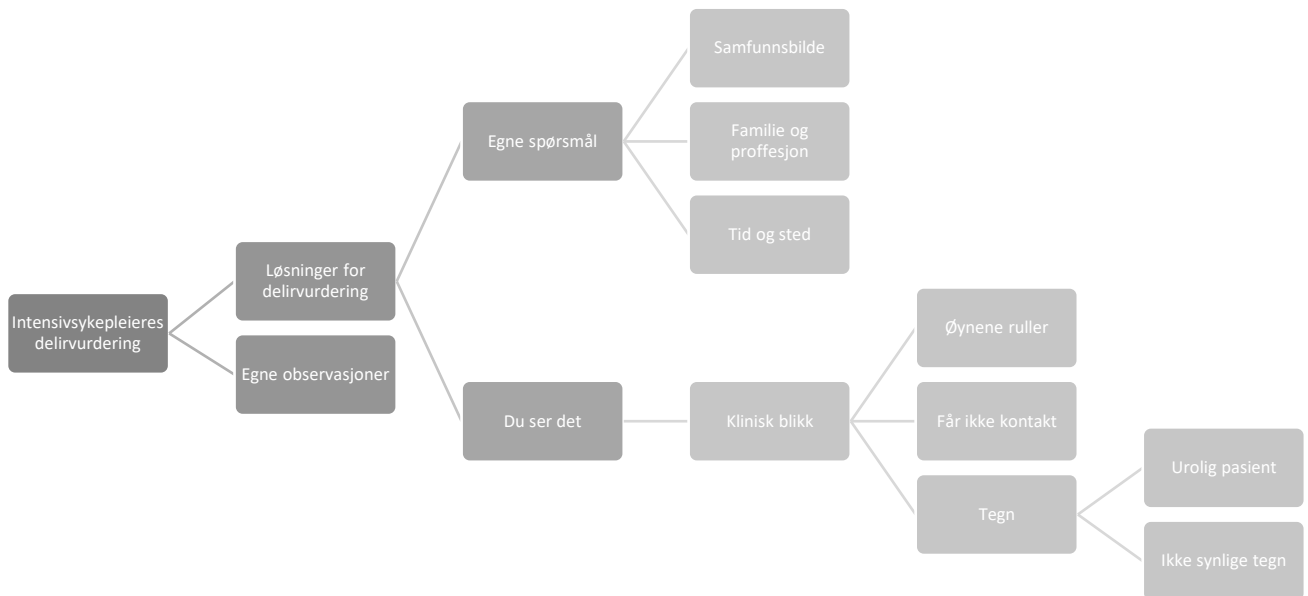 Intensivsykepleieres
delirvurdering
Løsninger for
delirvurdering
Egne spørsmål
Samfunnsbilde
Familie og
proffesjon
Tid og sted
Du ser det
Klinisk blikk
Øynene ruller
Får ikke kontakt
Tegn
Urolig pasient
Ikke synlige tegn
Egne observasjoner